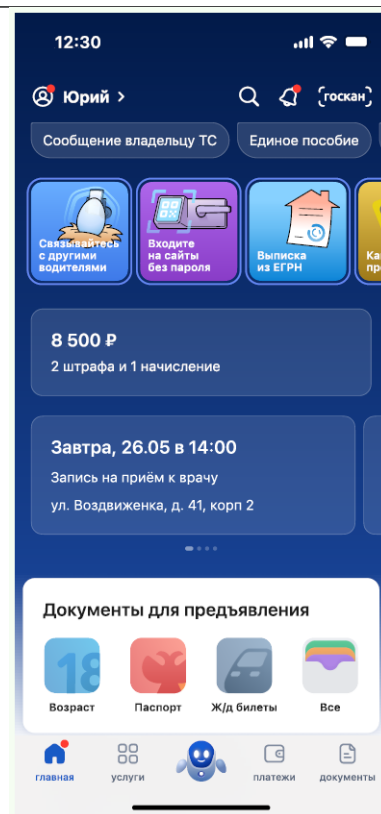 12:30
Юрий >
[госкан]
Сообщение владельцу ТС
Единое пособие
Связывайтесь
с другими
водителями
Входите
на сайты
без пароля
Выписка
из ЕГРН
8 500 ₽
2 штрафа и 1 начисление
Завтра, 26.05 в 14:00
Запись на приём к врачу
ул. Воздвиженка, д. 41, корп 2
Документы для предъявления
18
Возраст
Паспорт
Ж/д билеты
Все
главная
услуги
платежи
документы